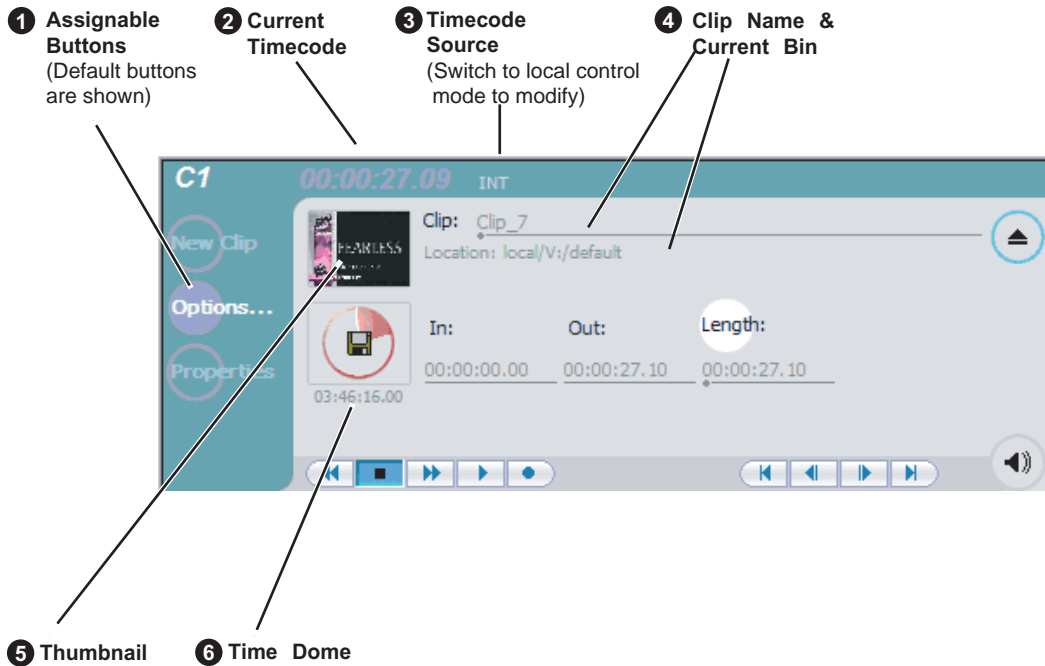 1 Assignable
Buttons
(Default buttons
are shown)
2 Current
Timecode
3 Timecode
Source
(Switch to local control
mode to modify)
4 Clip Name &
Current Bin
C1
00:00:27.09 INT
New Clip
Options...
Properties
FEARLESS
Clip: Clip_7
Location: local/V:/default
In: Out: Length:
00:00:00.00 00:00:27.10 00:00:27.10
03:46:16.00
5 Thumbnail
6 Time Dome